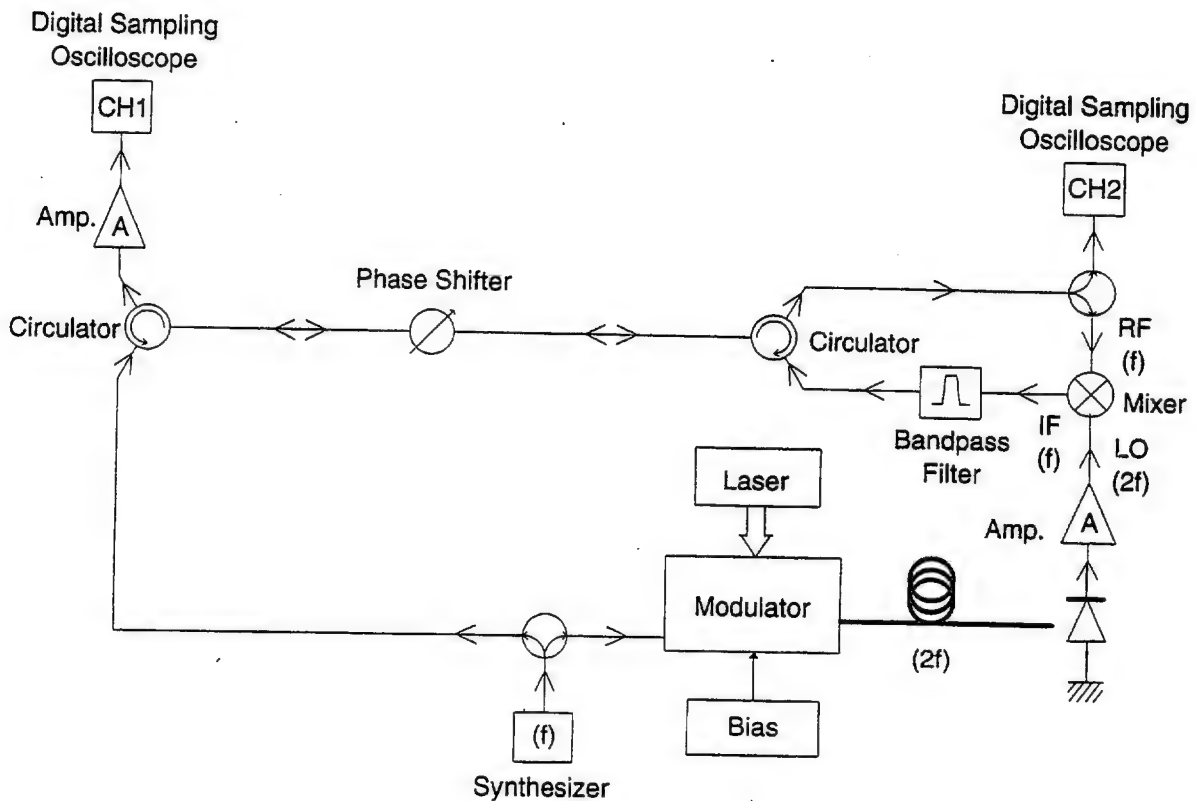 Digital Sampling
Oscilloscope
CH1
Amp.
A
Circulator
Phase Shifter
Digital Sampling
Oscilloscope
CH2
Circulator
RF
(f)
Mixer
IF
(f)
LO
(2f)
Bandpass
Filter
Laser
Amp.
A
Modulator
(2f)
Bias
(f)
Synthesizer